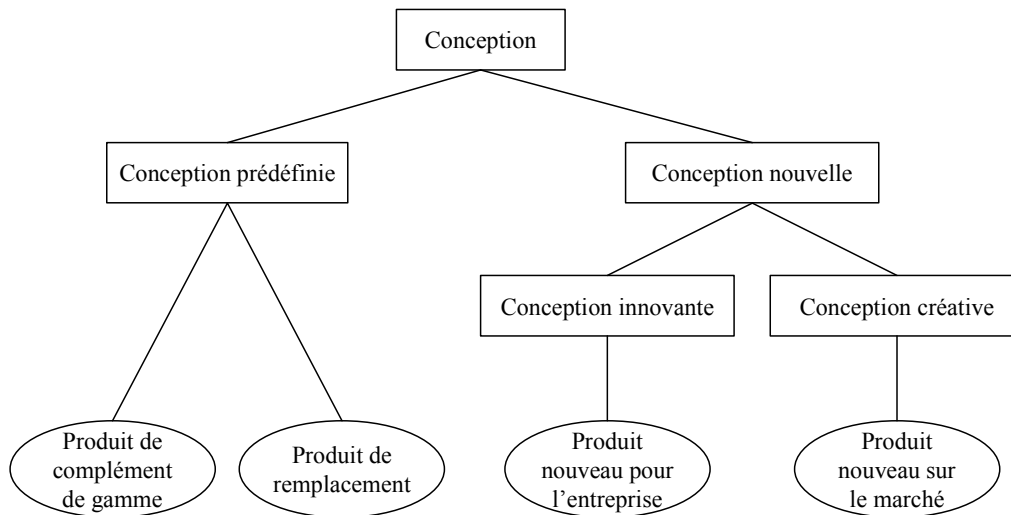 Conception
Conception prédéfinie
Conception nouvelle
Conception innovante
Conception créative
Produit de
complément
de gamme
Produit de
remplacement
Produit
nouveau pour
l’entreprise
Produit
nouveau sur
le marché